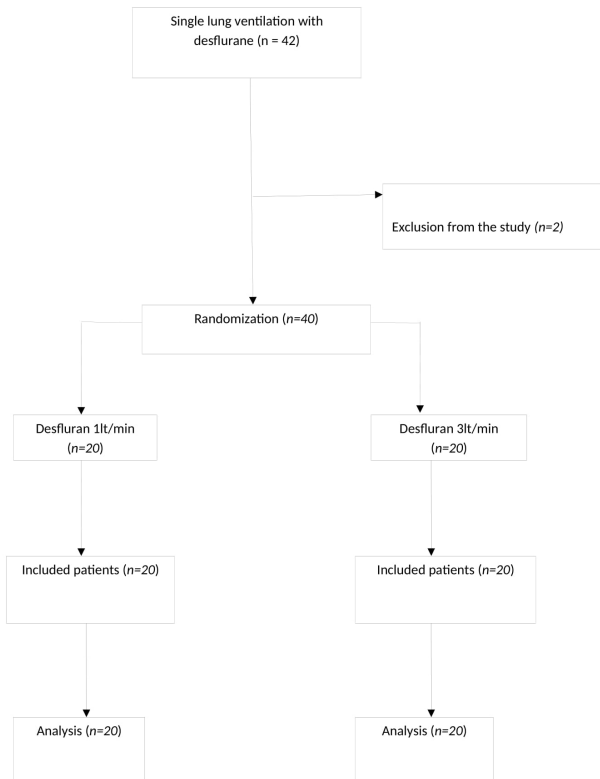 Single lung ventilation with
desflurane (n = 42)
Exclusion from the study (n=2)
Randomization (n=40)
Desfluran 1lt/min
(n=20)
Desfluran 3lt/min
(n=20)
Included patients (n=20)
Included patients (n=20)
Analysis (n=20)
Analysis (n=20)